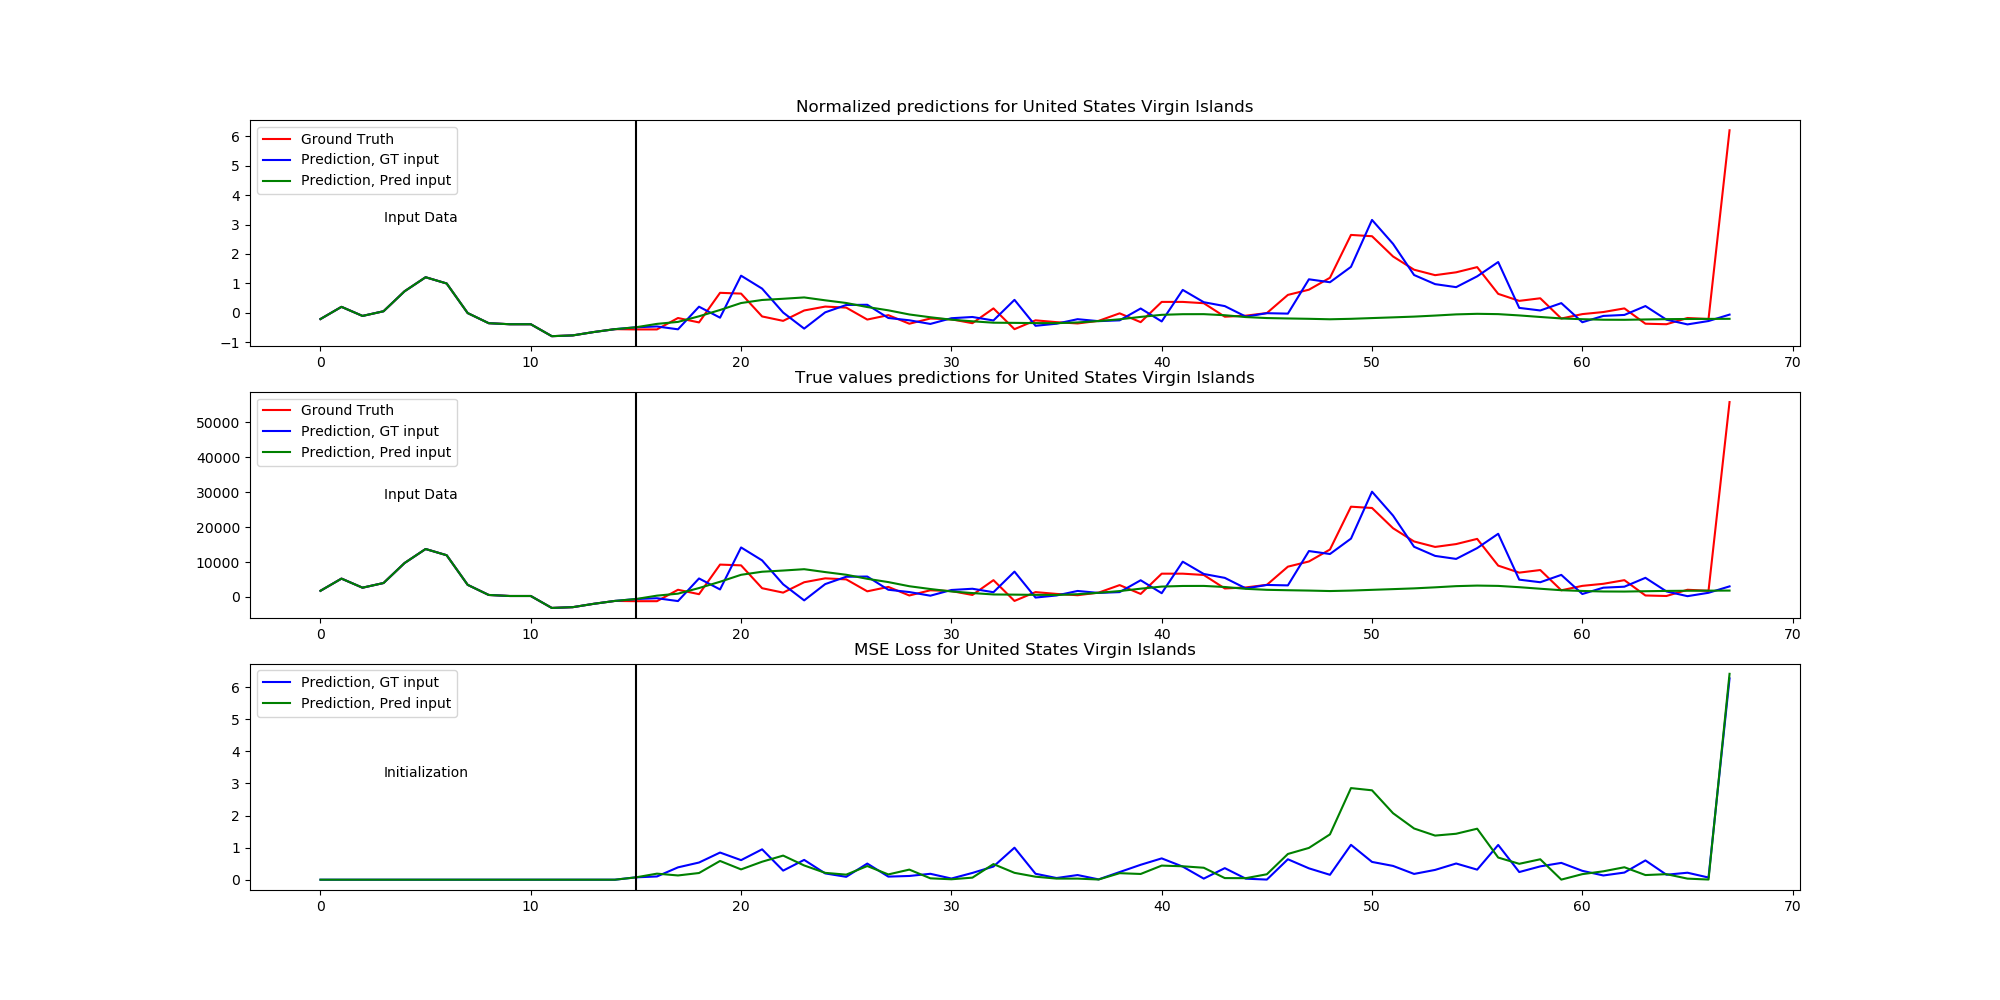 Normalized predictions for United States Virgin Islands
6
5
4
3
2
1
0
−1
Ground Truth
Prediction, GT input
Prediction, Pred input
Input Data
0 10 20 30 40 50 60 70
True values predictions for United States Virgin Islands
50000
40000
30000
20000
10000
0
Ground Truth
Prediction, GT input
Prediction, Pred input
Input Data
0 10 20 30 40 50 60 70
MSE Loss for United States Virgin Islands
6
5
4
3
2
1
0
Prediction, GT input
Prediction, Pred input
Initialization
0 10 20 30 40 50 60 70